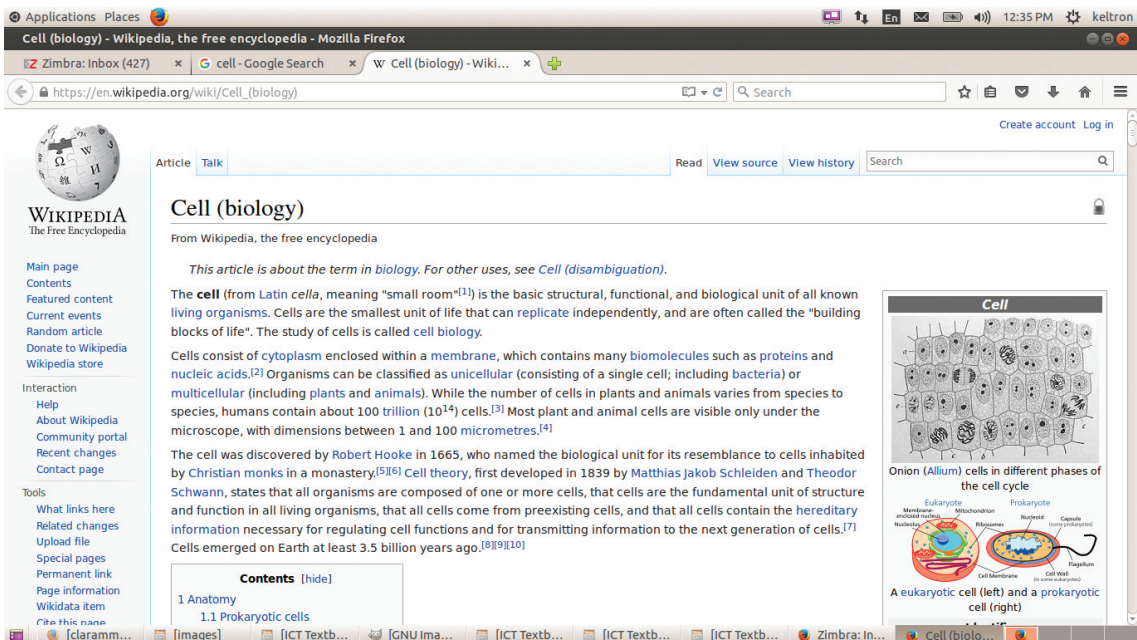 Applications Places
En
12:35 PM
keltron
Cell (biology) - Wikipedia, the free encyclopedia - Mozilla Firefox
Zimbra: Inbox (427)
cell - Google Search
Cell (biology) - Wiki...
https://en.wikipedia.org/wiki/Cell_(biology)
Search
Create account Log in
Article Talk
Read View source View history
Search
WIKIPEDIA
The Free Encyclopedia
Main page
Contents
Featured content
Current events
Random article
Donate to Wikipedia
Wikipedia store
Interaction
Help
About Wikipedia
Community portal
Recent changes
Contact page
Tools
What links here
Related changes
Upload file
Special pages
Permanent link
Page information
Wikidata item
Cite this page
Cell (biology)
From Wikipedia, the free encyclopedia
This article is about the term in biology. For other uses, see Cell (disambiguation).
The cell (from Latin cella, meaning "small room"[1]) is the basic structural, functional, and biological unit of all known
living organisms. Cells are the smallest unit of life that can replicate independently, and are often called the "building
blocks of life". The study of cells is called cell biology.
Cells consist of cytoplasm enclosed within a membrane, which contains many biomolecules such as proteins and
nucleic acids.[2] Organisms can be classified as unicellular (consisting of a single cell; including bacteria) or
multicellular (including plants and animals). While the number of cells in plants and animals varies from species to
species, humans contain about 100 trillion (10¹⁴) cells.[3] Most plant and animal cells are visible only under the
microscope, with dimensions between 1 and 100 micrometres.[4]
The cell was discovered by Robert Hooke in 1665, who named the biological unit for its resemblance to cells inhabited
by Christian monks in a monastery.[5][6] Cell theory, first developed in 1839 by Matthias Jakob Schleiden and Theodor
Schwann, states that all organisms are composed of one or more cells, that cells are the fundamental unit of structure
and function in all living organisms, that all cells come from preexisting cells, and that all cells contain the hereditary
information necessary for regulating cell functions and for transmitting information to the next generation of cells.[7]
Cells emerged on Earth at least 3.5 billion years ago.[8][9][10]
Contents [hide]
1 Anatomy
1.1 Prokaryotic cells
Cell
Onion (Allium) cells in different phases of
the cell cycle
Eukaryote
Prokaryote
Membrane-
enclosed nucleus
Mitochondrion
Nucleolus
Ribosomes
Nucleoid
Capsule
(some prokaryotes)
Flagellum
Cell Membrane
Cell Wall
(in some eukaryotes)
A eukaryotic cell (left) and a prokaryotic
cell (right)
[claramm...
[images]
[ICT Textb...
[GNU Ima...
[ICT Textb...
[ICT Textb...
[ICT Textb...
Zimbra: In...
Cell (biolo...